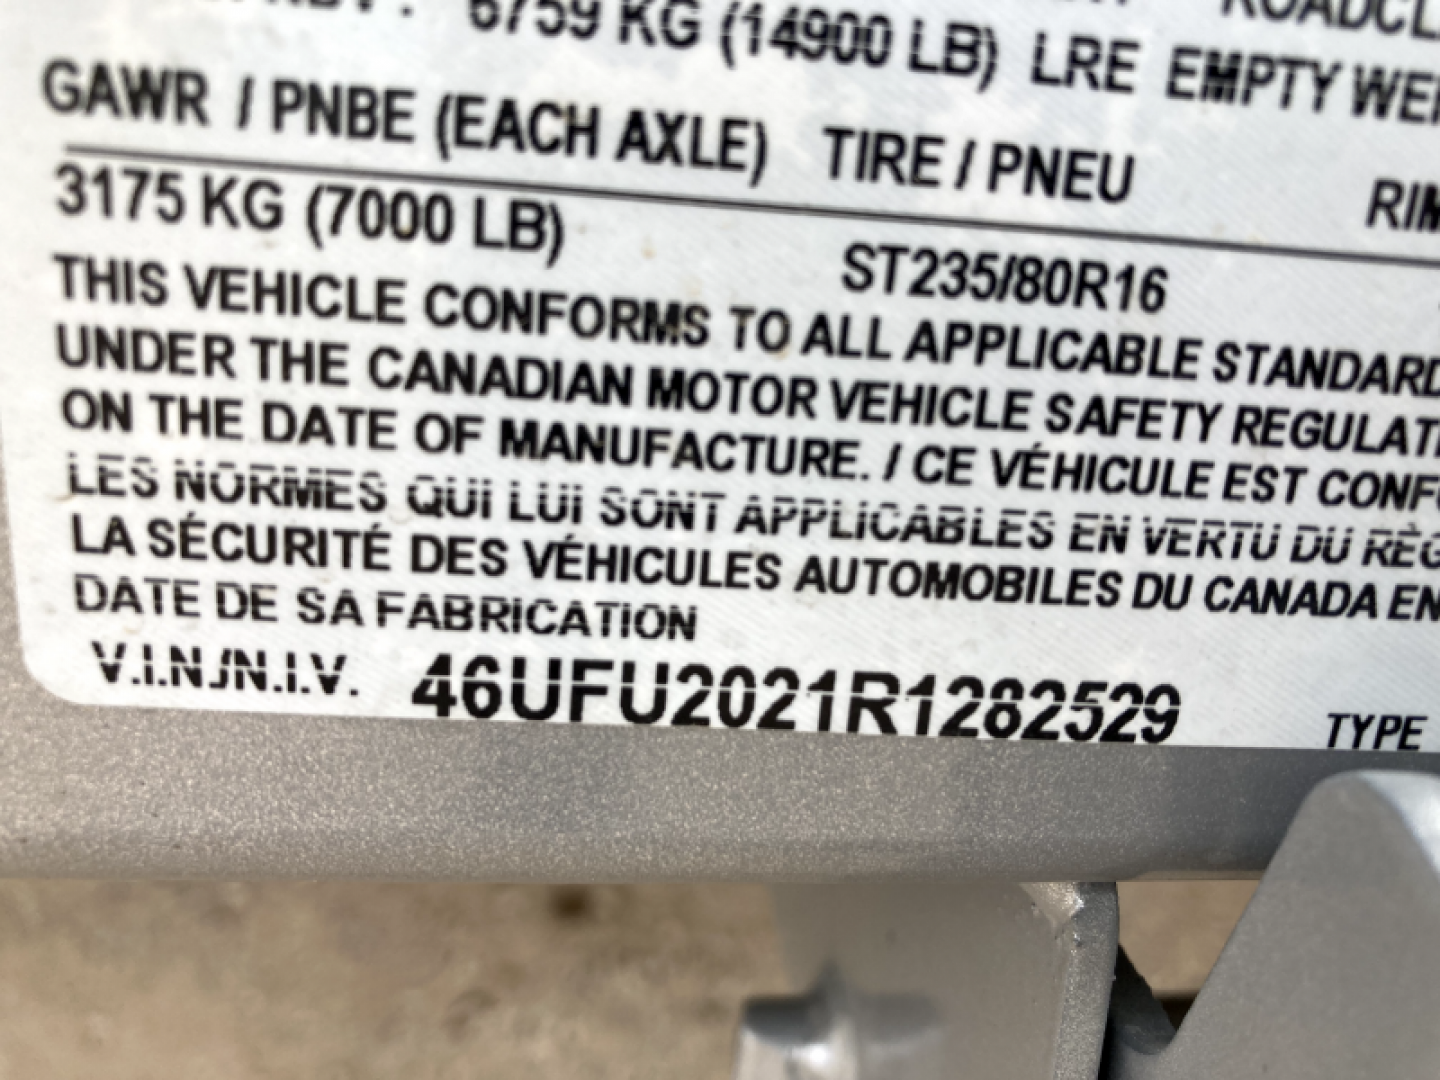 6759 KG (14900 LB) LRE EMPTY
GAWR / PNBE (EACH AXLE) TIRE / PNEU
3175 KG (7000 LB) ST235/80R16
THIS VEHICLE CONFORMS TO ALL APPLICABLE STANDARD
UNDER THE CANADIAN MOTOR VEHICLE SAFETY REGULATI
ON THE DATE OF MANUFACTURE. / CE VÉHICULE EST CONF
LES NORMES QUI LUI SONT APPLICABLES EN VERTU DU RÈG
LA SÉCURITÉ DES VÉHICULES AUTOMOBILES DU CANADA EN
DATE DE SA FABRICATION
V.I.N./N.I.V. 46UFU2021R1282529 TYPE